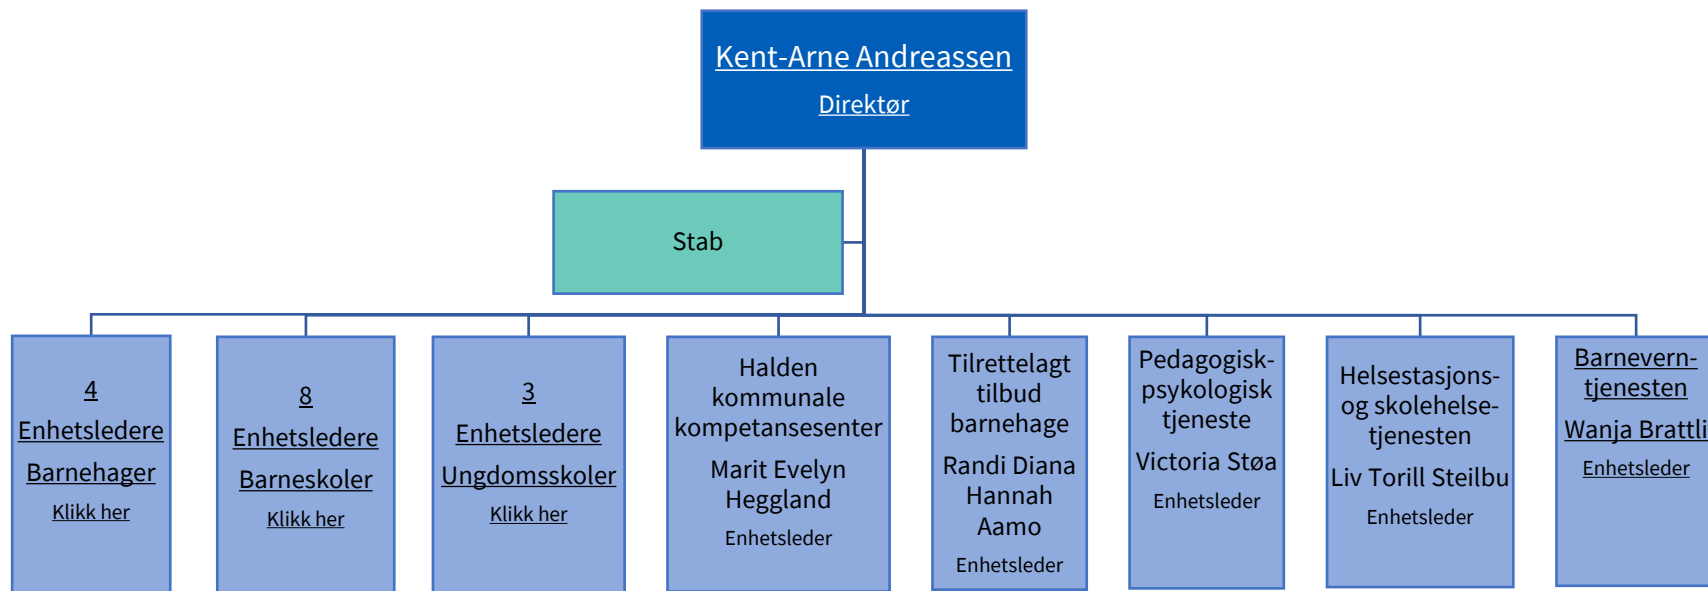 Kent-Arne Andreassen
Direktør
Stab
4
Enhetsledere
Barnehager
Klikk her
8
Enhetsledere
Barneskoler
Klikk her
3
Enhetsledere
Ungdomsskoler
Klikk her
Halden
kommunale
kompetansesenter
Marit Evelyn
Heggland
Enhetsleder
Tilrettelagt
tilbud
barnehage
Randi Diana
Hannah
Aamo
Enhetsleder
Pedagogisk-
psykologisk
tjeneste
Victoria Støa
Enhetsleder
Helsestasjons-
og skolehelse-
tjenesten
Liv Torill Steilbu
Enhetsleder
Barnevern-
tjenesten
Wanja Brattli
Enhetsleder